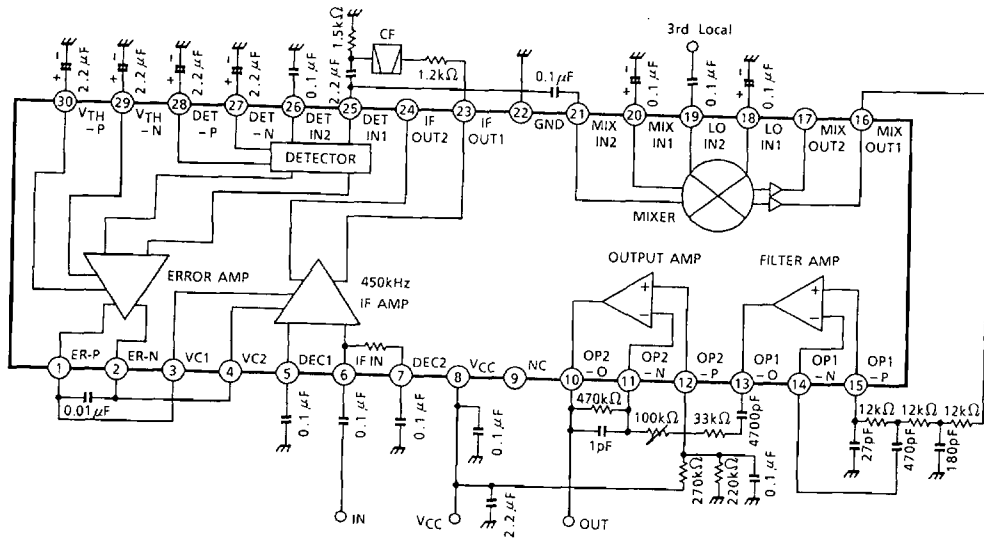 1.5kΩ
CF
1.2kΩ
3rd Local
2.2μF
2.2μF
2.2μF
2.2μF
0.1μF
2.2μF
0.1μF
0.1μF
0.1μF
0.1μF
+ -
+ -
+ -
+ -
+ -
+ -
30 29 28 27 26 25 24 23 22 21 20 19 18 17 16
VTH -P
VTH -N
DET -P
DET -N
DET IN2
DET IN1
IF OUT2
IF OUT1
GND
MIX IN2
MIX IN1
LO IN2
LO IN1
MIX OUT2
MIX OUT1
DETECTOR
MIXER
ERROR AMP
450kHz
IF AMP
OUTPUT AMP
+
−
FILTER AMP
+
−
ER-P
ER-N
VC1
VC2
DEC1
IF IN
DEC2
VCC
NC
OP2 -O
OP2 -N
OP2 -P
OP1 -O
OP1 -N
OP1 -P
1 2 3 4 5 6 7 8 9 10 11 12 13 14 15
0.01μF
0.1μF
0.1μF
0.1μF
0.1μF
2.2μF
470kΩ
1pF
100kΩ
33kΩ
4700pF
270kΩ
220kΩ
0.1μF
12kΩ
12kΩ
12kΩ
27pF
470pF
180pF
IN
VCC
OUT